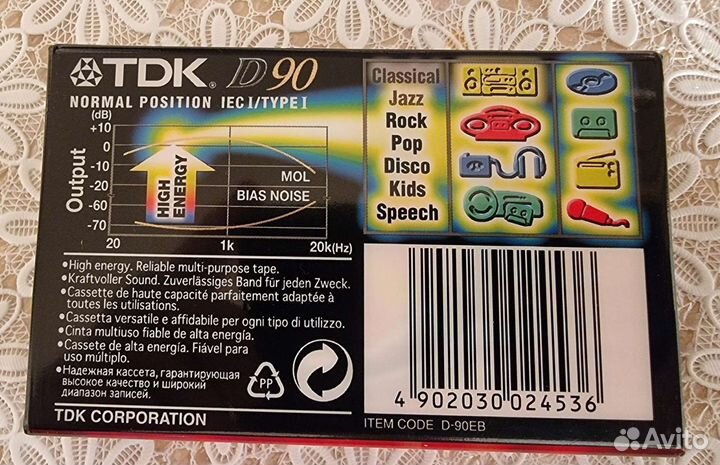 TDK. D90
NORMAL POSITION IEC I/TYPE I
(dB)
+10
0
-10
-20
-60
-70
Output
HIGH
ENERGY
MOL
BIAS NOISE
20 1k 20k(Hz)
Classical
Jazz
Rock
Pop
Disco
Kids
Speech
•High energy. Reliable multi-purpose tape.
•Kraftvoller Sound. Zuverlässiges Band für jeden Zweck.
•Cassette de haute capacité parfaitement adaptée à
toutes les utilisations.
•Cassetta versatile e affidabile per ogni tipo di utilizzo.
•Cinta multiuso fiable de alta energía.
•Cassete de alta energia. Fiável para
uso múltiplo.
•Надежная кассета, гарантирующая
высокое качество и широкий
диапазон записей.
PP
TDK CORPORATION
4 902030 024536
ITEM CODE D-90EB
Avito